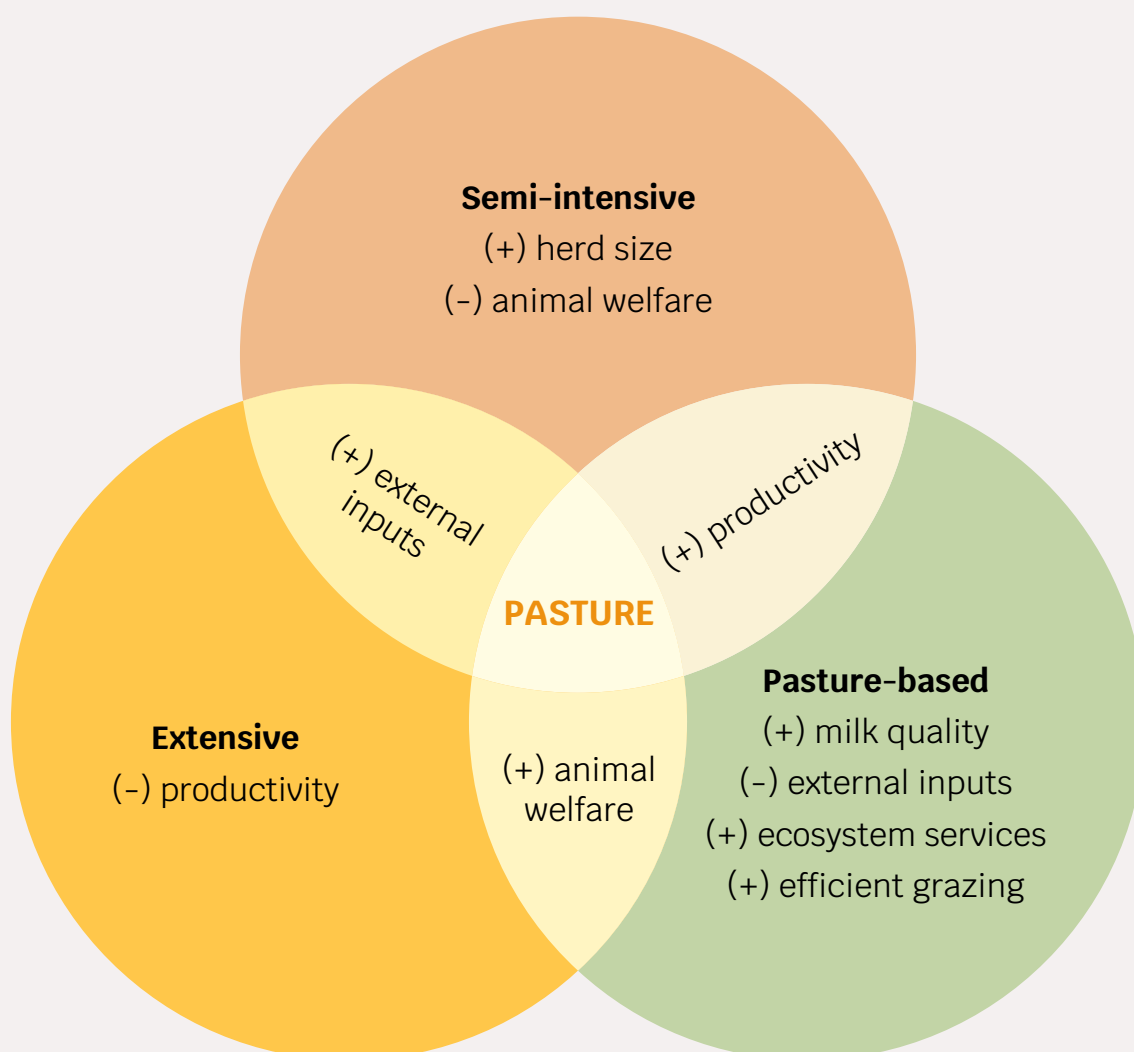 Semi-intensive
(+) herd size
(-) animal welfare
(+) external
inputs
(+) productivity
PASTURE
Extensive
(-) productivity
(+) animal
welfare
Pasture-based
(+) milk quality
(-) external inputs
(+) ecosystem services
(+) efficient grazing